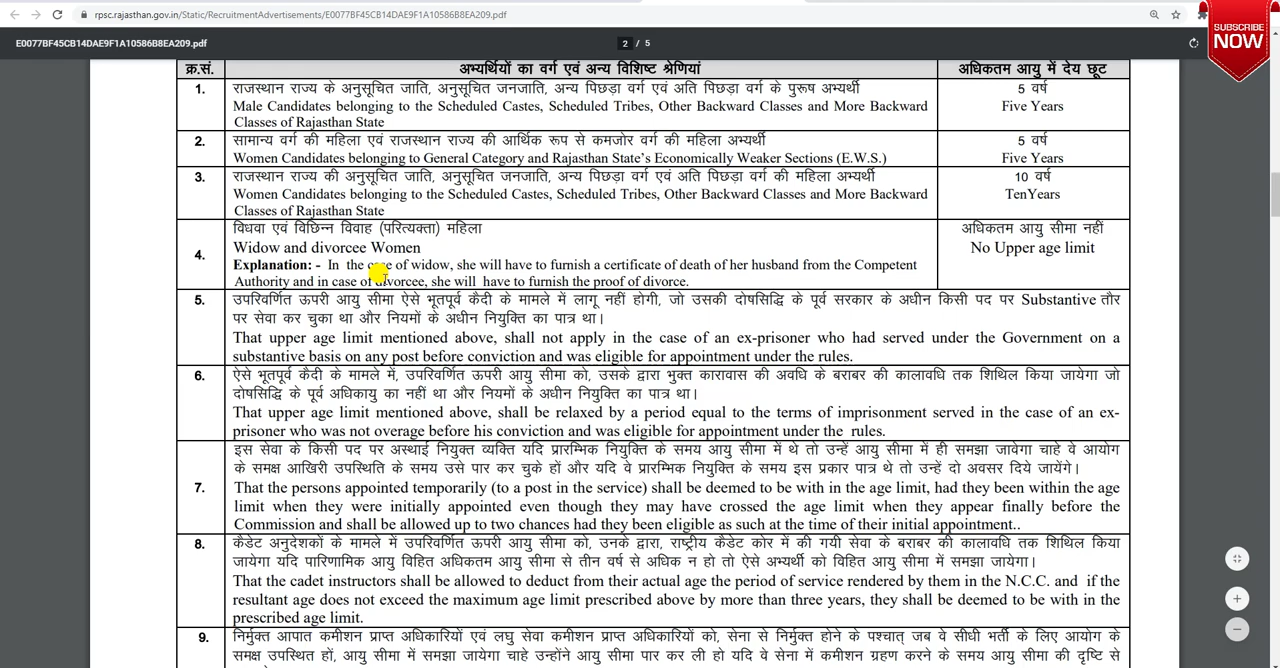 rpsc.rajasthan.gov.in/Static/RecruitmentAdvertisements/E0077BF45CB14DAE9F1A10586B8EA209.pdf
SUBSCRIBE
NOW
E0077BF45CB14DAE9F1A10586B8EA209.pdf
2 / 5
क्र.सं. अभ्यर्थियों का वर्ग एवं अन्य विशिष्ट श्रेणियां अधिकतम आयु में देय छूट
1. राजस्थान राज्य के अनुसूचित जाति, अनुसूचित जनजाति, अन्य पिछड़ा वर्ग एवं अति पिछड़ा वर्ग के पुरूष अभ्यर्थी 5 वर्ष
Male Candidates belonging to the Scheduled Castes, Scheduled Tribes, Other Backward Classes and More Backward Five Years
Classes of Rajasthan State
2. सामान्य वर्ग की महिला एवं राजस्थान राज्य की आर्थिक रूप से कमजोर वर्ग की महिला अभ्यर्थी 5 वर्ष
Women Candidates belonging to General Category and Rajasthan State's Economically Weaker Sections (E.W.S.) Five Years
3. राजस्थान राज्य की अनुसूचित जाति, अनुसूचित जनजाति, अन्य पिछड़ा वर्ग एवं अति पिछड़ा वर्ग की महिला अभ्यर्थी 10 वर्ष
Women Candidates belonging to the Scheduled Castes, Scheduled Tribes, Other Backward Classes and More Backward TenYears
Classes of Rajasthan State
विधवा एवं विछिन्न विवाह (परित्यक्ता) महिला अधिकतम आयु सीमा नहीं
4. Widow and divorcee Women No Upper age limit
Explanation: - In the case of widow, she will have to furnish a certificate of death of her husband from the Competent
Authority and in case of divorcee, she will have to furnish the proof of divorce.
5. उपरिवर्णित ऊपरी आयु सीमा ऐसे भूतपूर्व कैदी के मामले में लागू नहीं होगी, जो उसकी दोषसिद्धि के पूर्व सरकार के अधीन किसी पद पर Substantive तौर
पर सेवा कर चुका था और नियमों के अधीन नियुक्ति का पात्र था।
That upper age limit mentioned above, shall not apply in the case of an ex-prisoner who had served under the Government on a
substantive basis on any post before conviction and was eligible for appointment under the rules.
6. ऐसे भूतपूर्व कैदी के मामले में, उपरिवर्णित ऊपरी आयु सीमा को, उसके द्वारा भुक्त कारावास की अवधि के बराबर की कालावधि तक शिथिल किया जायेगा जो
दोषसिद्धि के पूर्व अधिकायु का नहीं था और नियमों के अधीन नियुक्ति का पात्र था।
That upper age limit mentioned above, shall be relaxed by a period equal to the terms of imprisonment served in the case of an ex-
prisoner who was not overage before his conviction and was eligible for appointment under the rules.
इस सेवा के किसी पद पर अस्थाई नियुक्त व्यक्ति यदि प्रारम्भिक नियुक्ति के समय आयु सीमा में थे तो उन्हें आयु सीमा में ही समझा जावेगा चाहे वे आयोग
के समक्ष आखिरी उपस्थिति के समय उसे पार कर चुके हों और यदि वे प्रारम्भिक नियुक्ति के समय इस प्रकार पात्र थे तो उन्हें दो अवसर दिये जायेंगे।
7. That the persons appointed temporarily (to a post in the service) shall be deemed to be with in the age limit, had they been within the age
limit when they were initially appointed even though they may have crossed the age limit when they appear finally before the
Commission and shall be allowed up to two chances had they been eligible as such at the time of their initial appointment..
8. कैडेट अनुदेशकों के मामले में उपरिवर्णित ऊपरी आयु सीमा को, उनके द्वारा, राष्ट्रीय कैडेट कोर में की गयी सेवा के बराबर की कालावधि तक शिथिल किया
जायेगा यदि पारिणामिक आयु विहित अधिकतम आयु सीमा से तीन वर्ष से अधिक न हो तो ऐसे अभ्यर्थी को विहित आयु सीमा में समझा जायेगा।
That the cadet instructors shall be allowed to deduct from their actual age the period of service rendered by them in the N.C.C. and if the
resultant age does not exceed the maximum age limit prescribed above by more than three years, they shall be deemed to be with in the
prescribed age limit.
9. निर्मुक्त आपात कमीशन प्राप्त अधिकारियों एवं लघु सेवा कमीशन प्राप्त अधिकारियों को, सेना से निर्मुक्त होने के पश्चात् जब वे सीधी भर्ती के लिए आयोग के
समक्ष उपस्थित हों, आयु सीमा में समझा जायेगा चाहे उन्होंने आयु सीमा पार कर ली हो यदि वे सेना में कमीशन ग्रहण करने के समय आयु सीमा की दृष्टि से